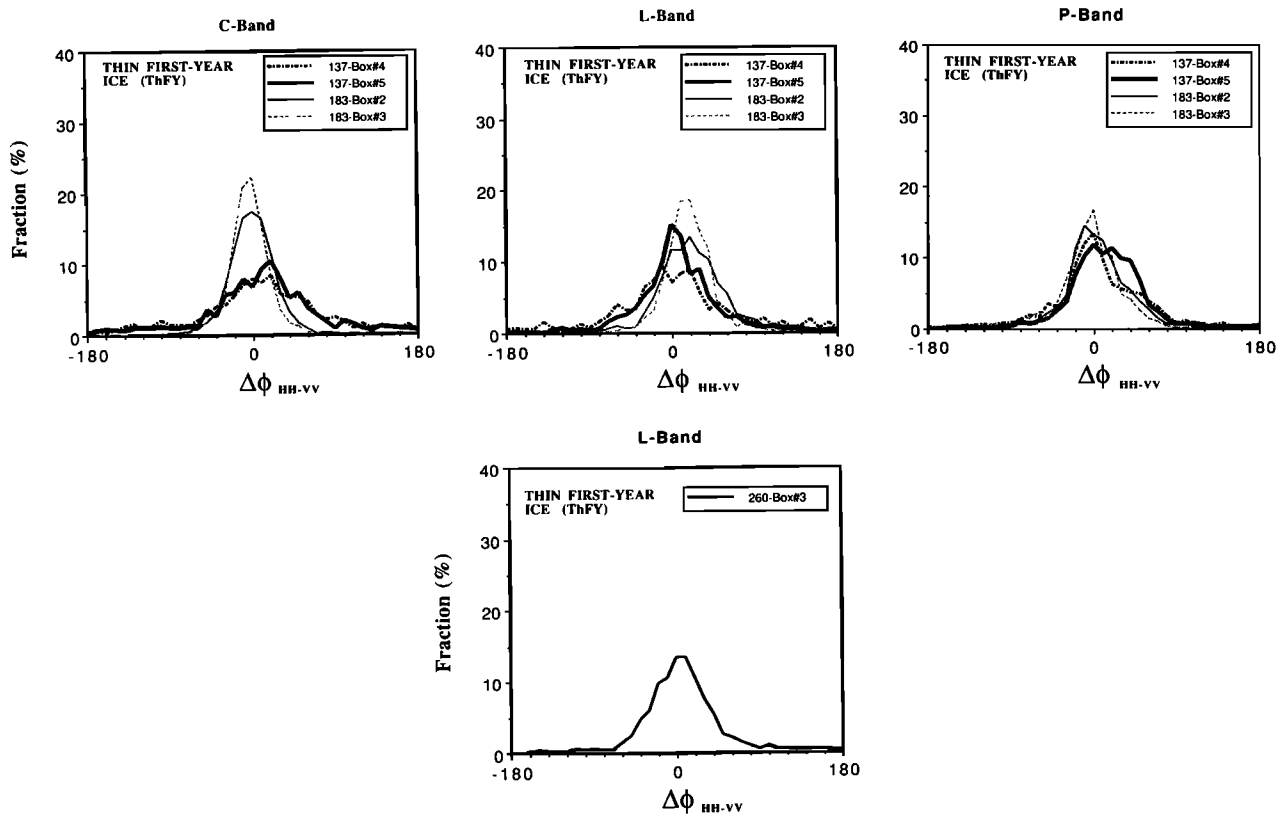 C-Band
40
30
20
10
0
-180
0
180
Fraction (%)
THIN FIRST-YEAR
ICE (ThFY)
137-Box#4
137-Box#5
183-Box#2
183-Box#3
Δϕ HH-VV
L-Band
40
30
20
10
0
-180
0
180
THIN FIRST-YEAR
ICE (ThFY)
137-Box#4
137-Box#5
183-Box#2
183-Box#3
Δϕ HH-VV
P-Band
40
30
20
10
0
-180
0
180
THIN FIRST-YEAR
ICE (ThFY)
137-Box#4
137-Box#5
183-Box#2
183-Box#3
Δϕ HH-VV
L-Band
40
30
20
10
0
-180
0
180
Fraction (%)
THIN FIRST-YEAR
ICE (ThFY)
260-Box#3
Δϕ HH-VV